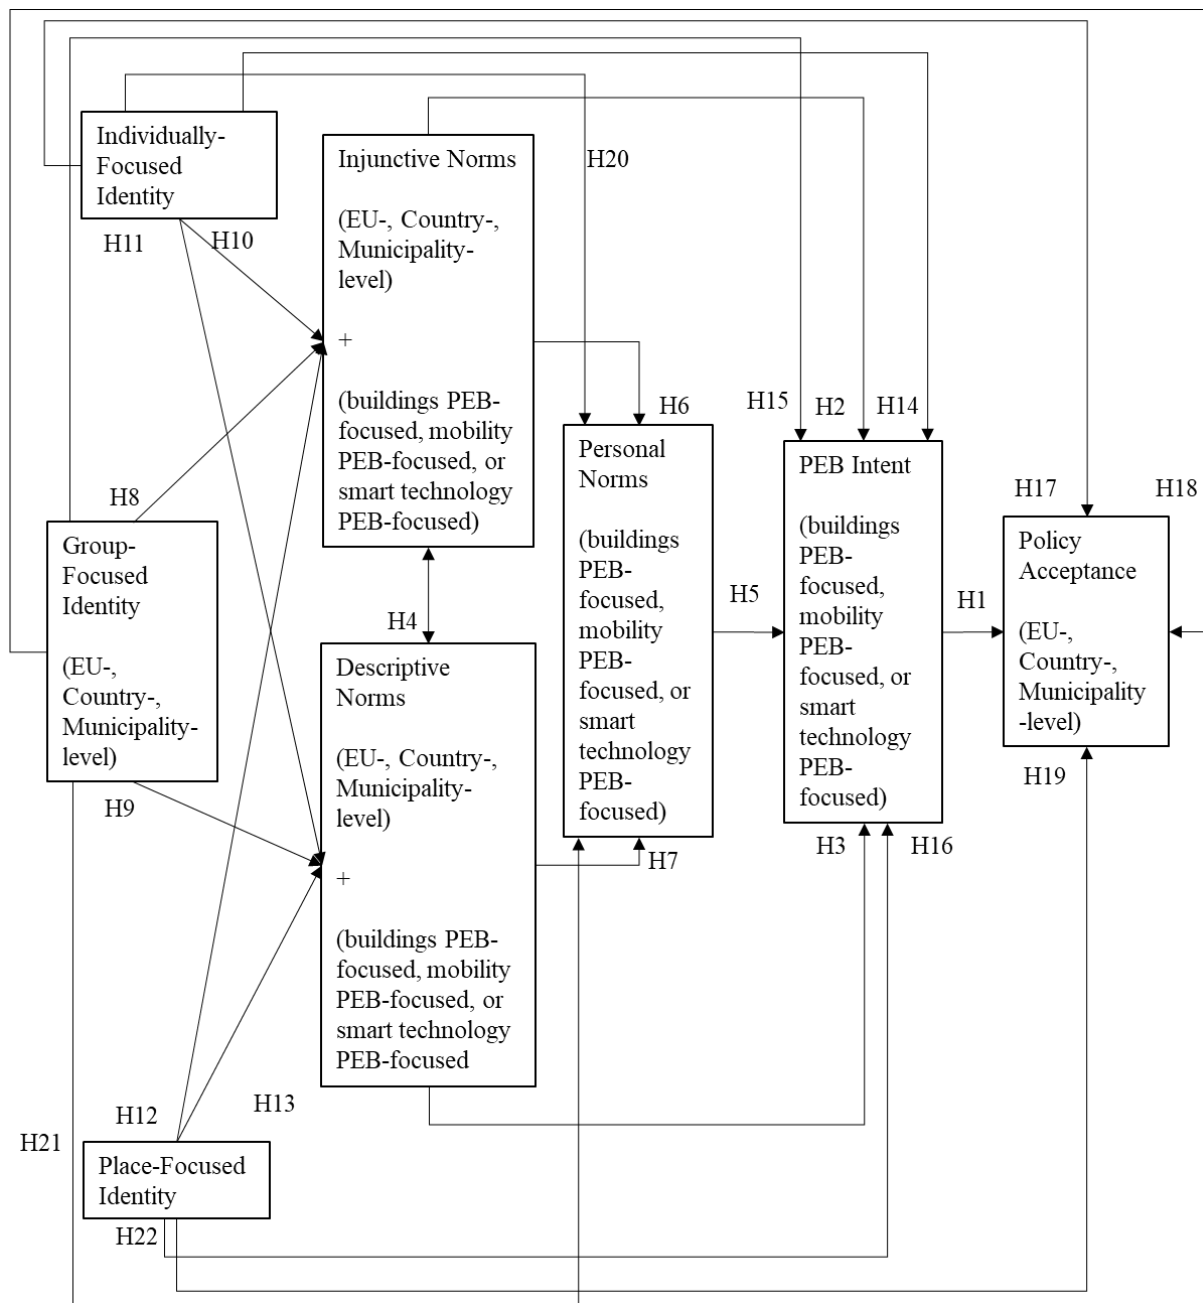 Individually-
Focused
Identity
H11
H10
Injunctive Norms
(EU-, Country-,
Municipality-
level)
+
(buildings PEB-
focused, mobility
PEB-focused, or
smart technology
PEB-focused)
H20
H8
Group-
Focused
Identity
(EU-,
Country-,
Municipality-
level)
H9
H4
Descriptive
Norms
(EU-, Country-,
Municipality-
level)
+
(buildings PEB-
focused, mobility
PEB-focused, or
smart technology
PEB-focused
H6
Personal
Norms
(buildings
PEB-
focused,
mobility
PEB-
focused, or
smart
technology
PEB-
focused)
H7
H5
H15
H2
H14
PEB Intent
(buildings
PEB-
focused,
mobility
PEB-
focused, or
smart
technology
PEB-
focused)
H3
H16
H1
H17
H18
Policy
Acceptance
(EU-,
Country-,
Municipality
-level)
H19
H12
H13
H21
Place-Focused
Identity
H22